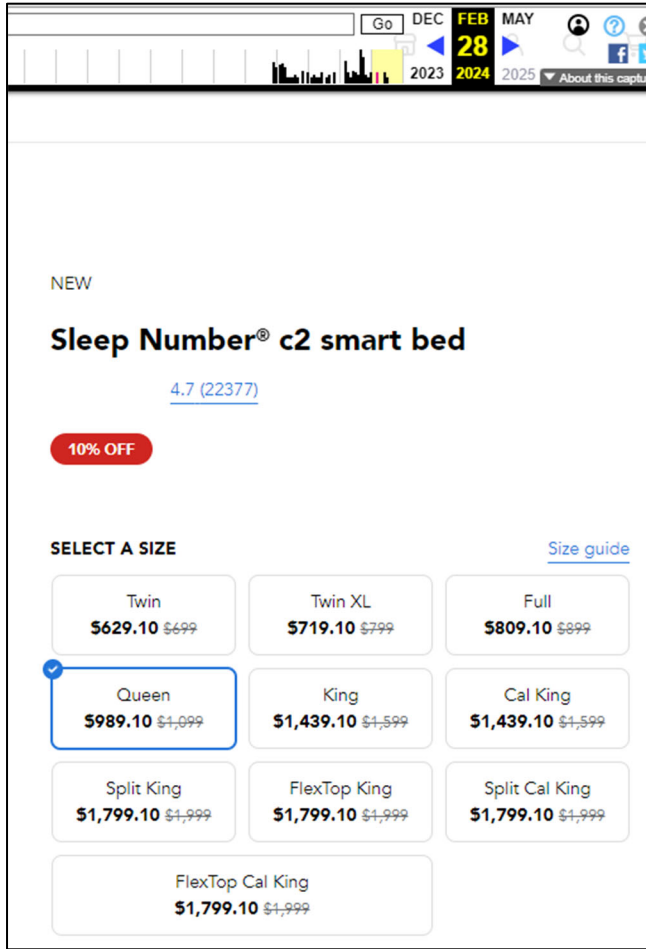 Go DEC FEB MAY
28
2023 2024 2025 About this captu
NEW
Sleep Number® c2 smart bed
4.7 (22377)
10% OFF
SELECT A SIZE Size guide
Twin Twin XL Full
$629.10 $699 $719.10 $799 $809.10 $899
Queen King Cal King
$989.10 $1,099 $1,439.10 $1,599 $1,439.10 $1,599
Split King FlexTop King Split Cal King
$1,799.10 $1,999 $1,799.10 $1,999 $1,799.10 $1,999
FlexTop Cal King
$1,799.10 $1,999